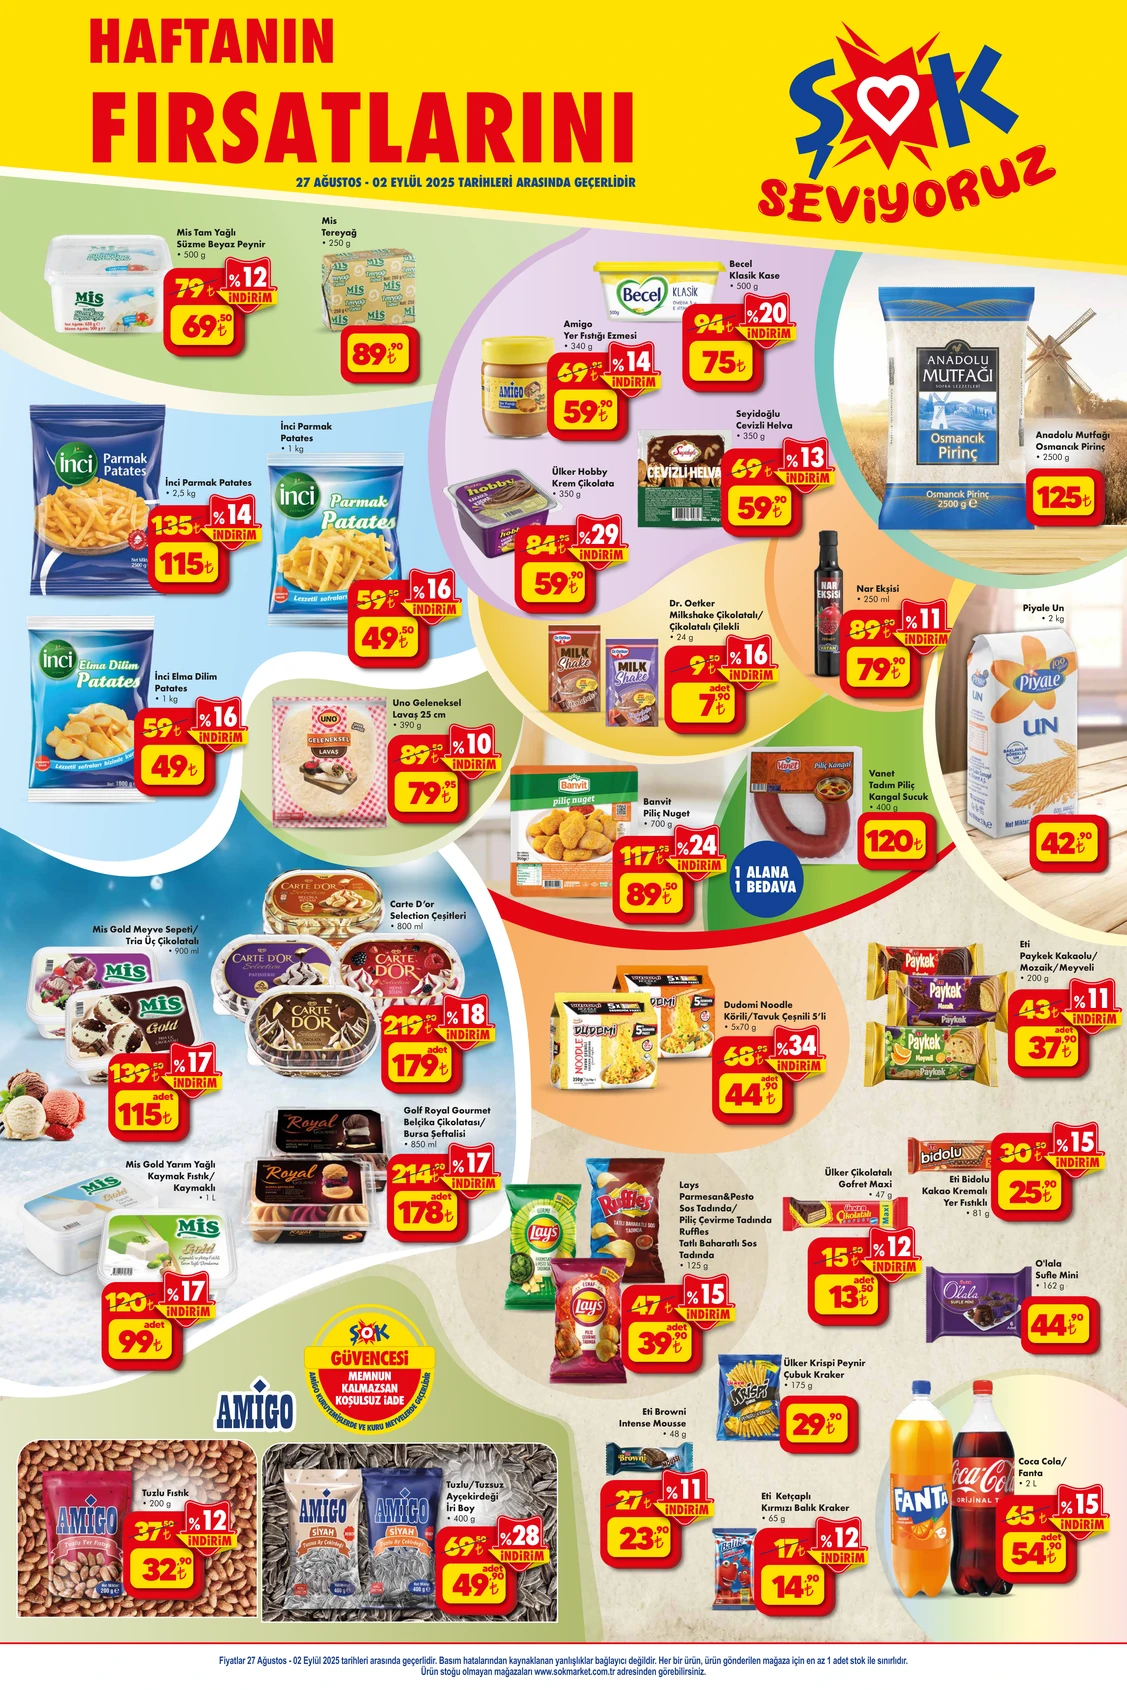 HAFTANIN
FIRSATLARINI
27 AĞUSTOS - 02 EYLÜL 2025 TARİHLERİ ARASINDA GEÇERLİDİR
ŞOK
SEVİYORUZ
Mis Tam Yağlı
Süzme Beyaz Peynir
• 500 g
79₺
%12
İNDİRİM
69,50₺
Mis
Tereyağ
• 250 g
89,90₺
Becel
Klasik Kase
• 500 g
94₺
%20
İNDİRİM
75₺
Amigo
Yer Fıstığı Ezmesi
• 340 g
69,95₺
%14
İNDİRİM
59,90₺
Seyidoğlu
Cevizli Helva
• 350 g
69₺
%13
İNDİRİM
59,90₺
Ülker Hobby
Krem Çikolata
• 350 g
84,95₺
%29
İNDİRİM
59,90₺
ANADOLU
MUTFAĞI
Osmancık
Pirinç
Osmancık Pirinç
2500 g e
Anadolu Mutfağı
Osmancık Pirinç
• 2500 g
125₺
İnci Parmak Patates
• 2,5 kg
135₺
%14
İNDİRİM
115₺
İnci Parmak
Patates
• 1 kg
59,50₺
%16
İNDİRİM
49,50₺
İnci Elma Dilim
Patates
• 1 kg
59₺
%16
İNDİRİM
49₺
Dr. Oetker
Milkshake Çikolatalı/
Çikolatalı Çilekli
• 24 g
9,50₺
%16
İNDİRİM
adet
7,90₺
Nar Ekşisi
• 250 ml
89,90₺
%11
İNDİRİM
79,90₺
Piyale Un
• 2 kg
Piyale
UN
42,90₺
Uno Geleneksel
Lavaş 25 cm
• 390 g
89,50₺
%10
İNDİRİM
79,95₺
Banvit
Piliç Nuget
• 700 g
117,95₺
%24
İNDİRİM
89,50₺
Vanet
Tadım Piliç
Kangal Sucuk
• 400 g
120₺
1 ALANA
1 BEDAVA
Mis Gold Meyve Sepeti/
Tria Üç Çikolatalı
• 900 ml
139,50₺
%17
İNDİRİM
adet
115₺
Carte D'or
Selection Çeşitleri
• 800 ml
219,90₺
%18
İNDİRİM
adet
179₺
Golf Royal Gourmet
Belçika Çikolatası/
Bursa Şeftalisi
• 850 ml
214,90₺
%17
İNDİRİM
adet
178₺
Mis Gold Yarım Yağlı
Kaymak Fıstık/
Kaymaklı
• 1 L
120₺
%17
İNDİRİM
adet
99₺
Dudomi Noodle
Körili/Tavuk Çeşnili 5'li
• 5x70 g
68,95₺
%34
İNDİRİM
adet
44,90₺
Eti
Paykek Kakaolu/
Mozaik/Meyveli
• 200 g
43₺
%11
İNDİRİM
adet
37,90₺
Lays
Parmesan&Pesto
Sos Tadında/
Piliç Çevirme Tadında
Ruffles
Tatlı Baharatlı Sos
Tadında
• 125 g
47₺
%15
İNDİRİM
adet
39,90₺
Ülker Çikolatalı
Gofret Maxi
• 47 g
15,50₺
%12
İNDİRİM
adet
13,50₺
Eti Bidolu
Kakao Kremalı
Yer Fıstıklı
• 81 g
30,50₺
%15
İNDİRİM
25,90₺
O'lala
Sufle Mini
• 162 g
44,90₺
Ülker Krispi Peynir
Çubuk Kraker
• 175 g
29,90₺
Eti Browni
Intense Mousse
• 48 g
27₺
%11
İNDİRİM
23,90₺
Eti Ketçaplı
Kırmızı Balık Kraker
• 65 g
17₺
%12
İNDİRİM
14,90₺
FANTA
Coca-Cola
Coca Cola/
Fanta
• 2 L
65₺
%15
İNDİRİM
adet
54,90₺
ŞOK
GÜVENCESİ
MEMNUN
KALMAZSAN
KOŞULSUZ İADE
AMİGO KURUYEMİŞLERDE VE KURU MEYVELERDE GEÇERLİDİR
AMİGO
Tuzlu Fıstık
• 200 g
37,50₺
%12
İNDİRİM
32,90₺
Tuzlu/Tuzsuz
Ayçekirdeği
İri Boy
• 400 g
69,50₺
%28
İNDİRİM
adet
49,90₺
Fiyatlar 27 Ağustos - 02 Eylül 2025 tarihleri arasında geçerlidir. Basım hatalarından kaynaklanan yanlışlıklar bağlayıcı değildir. Her bir ürün, ürün gönderilen mağaza için en az 1 adet stok ile sınırlıdır.
Ürün stoğu olmayan mağazaları www.sokmarket.com.tr adresinden görebilirsiniz.